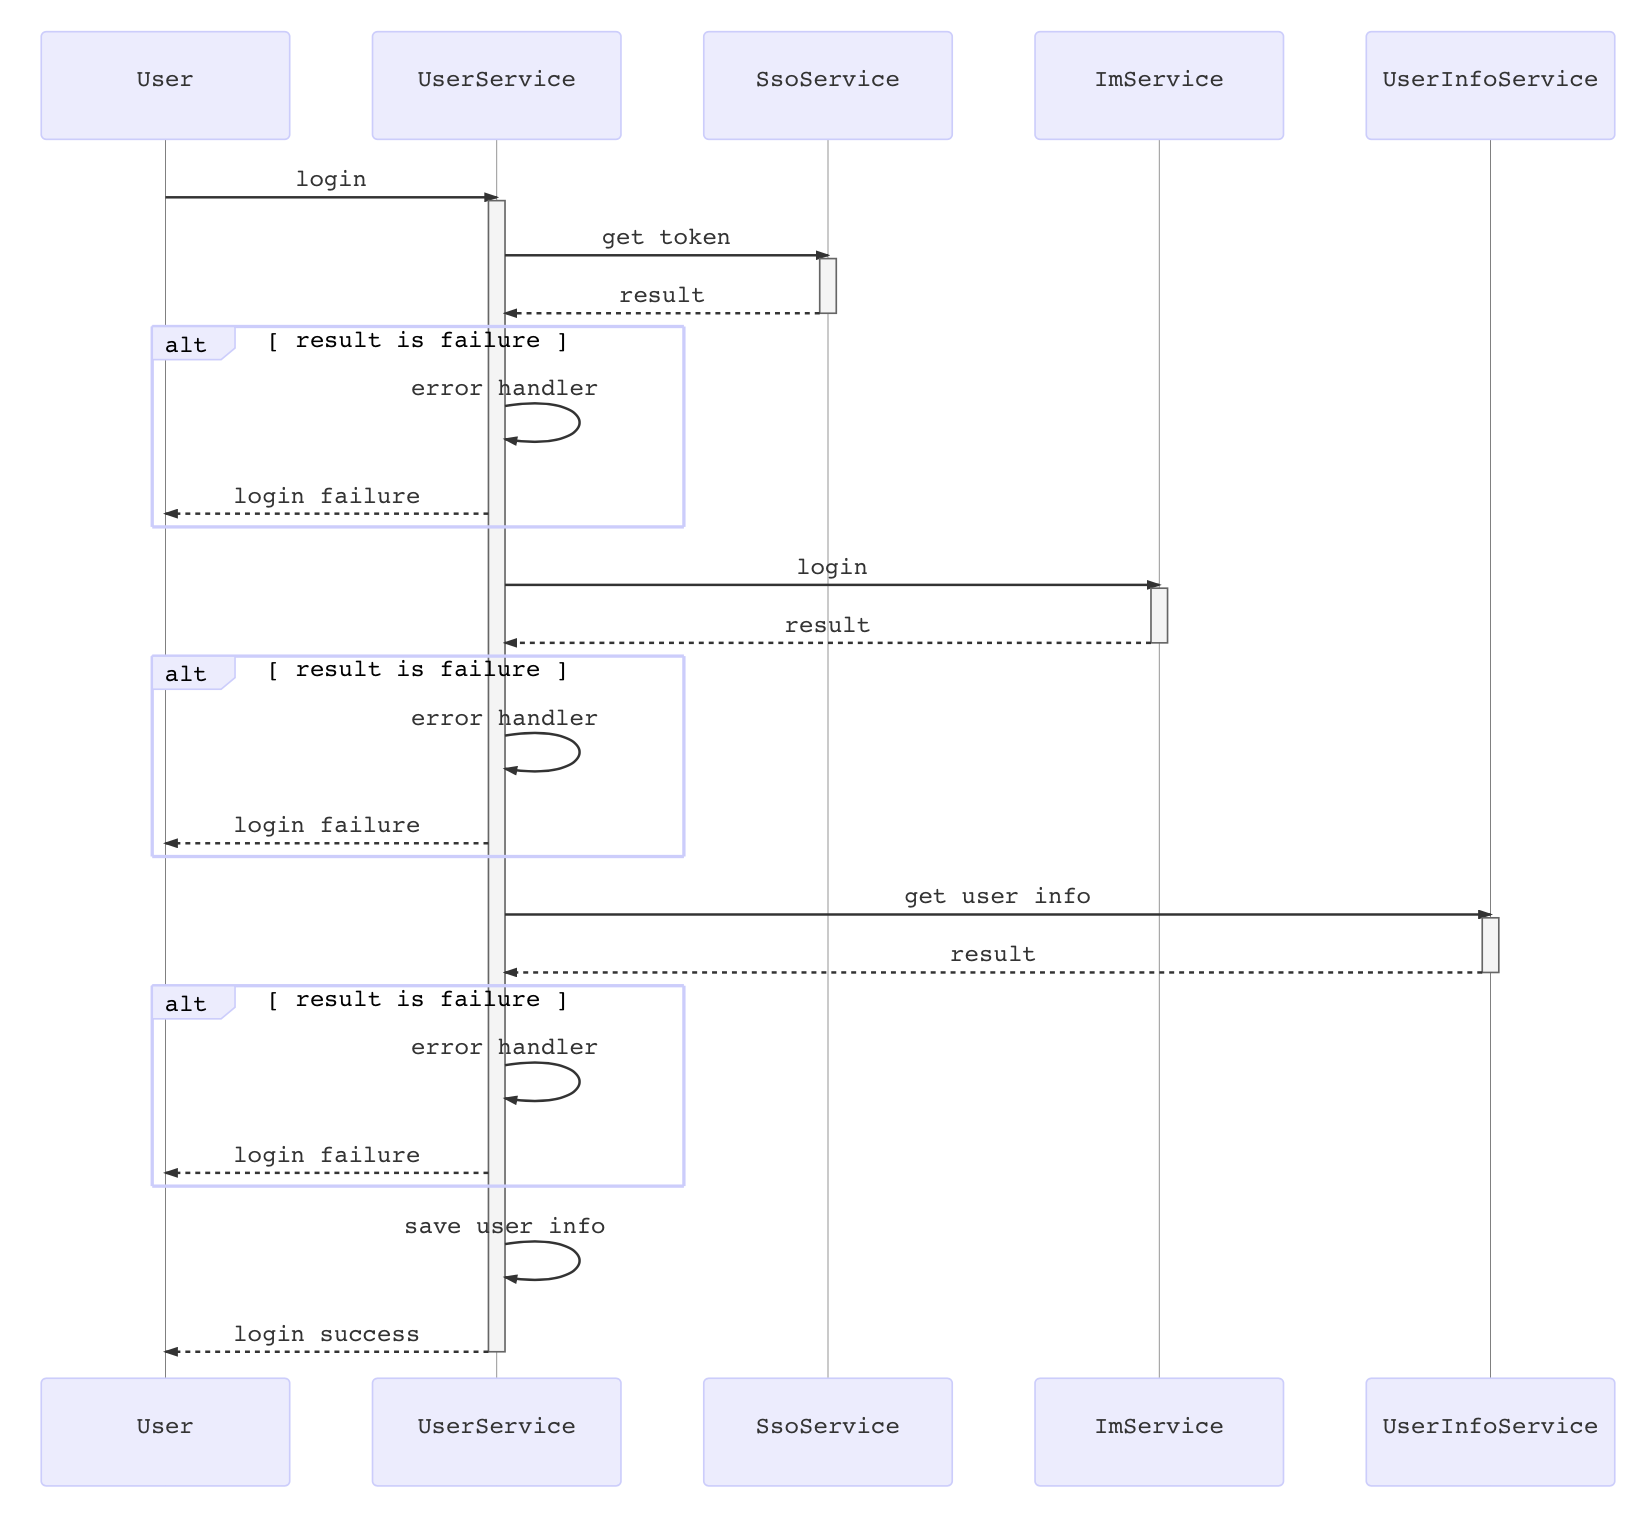 User
UserService
SsoService
ImService
UserInfoService
login
get token
result
alt
[ result is failure ]
error handler
login failure
login
result
alt
[ result is failure ]
error handler
login failure
get user info
result
alt
[ result is failure ]
error handler
login failure
save user info
login success
User
UserService
SsoService
ImService
UserInfoService